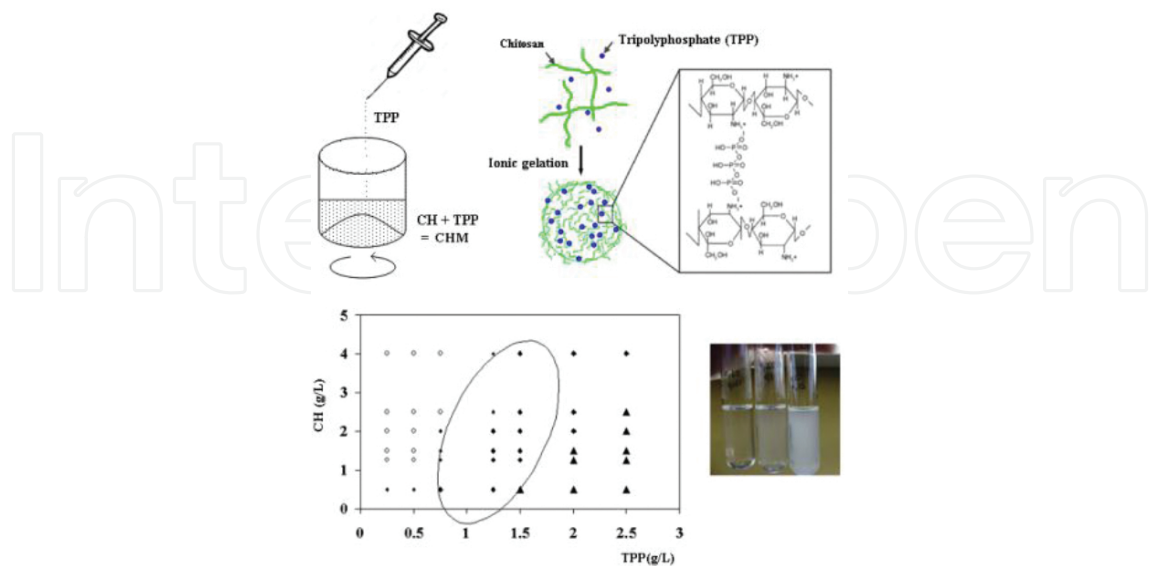 TPP
CH + TPP
= CHM
Chitosan
Tripolyphosphate (TPP)
Ionic gelation
CH (g/L)
5
4
3
2
1
0
0 0.5 1 1.5 2 2.5 3
TPP(g/L)